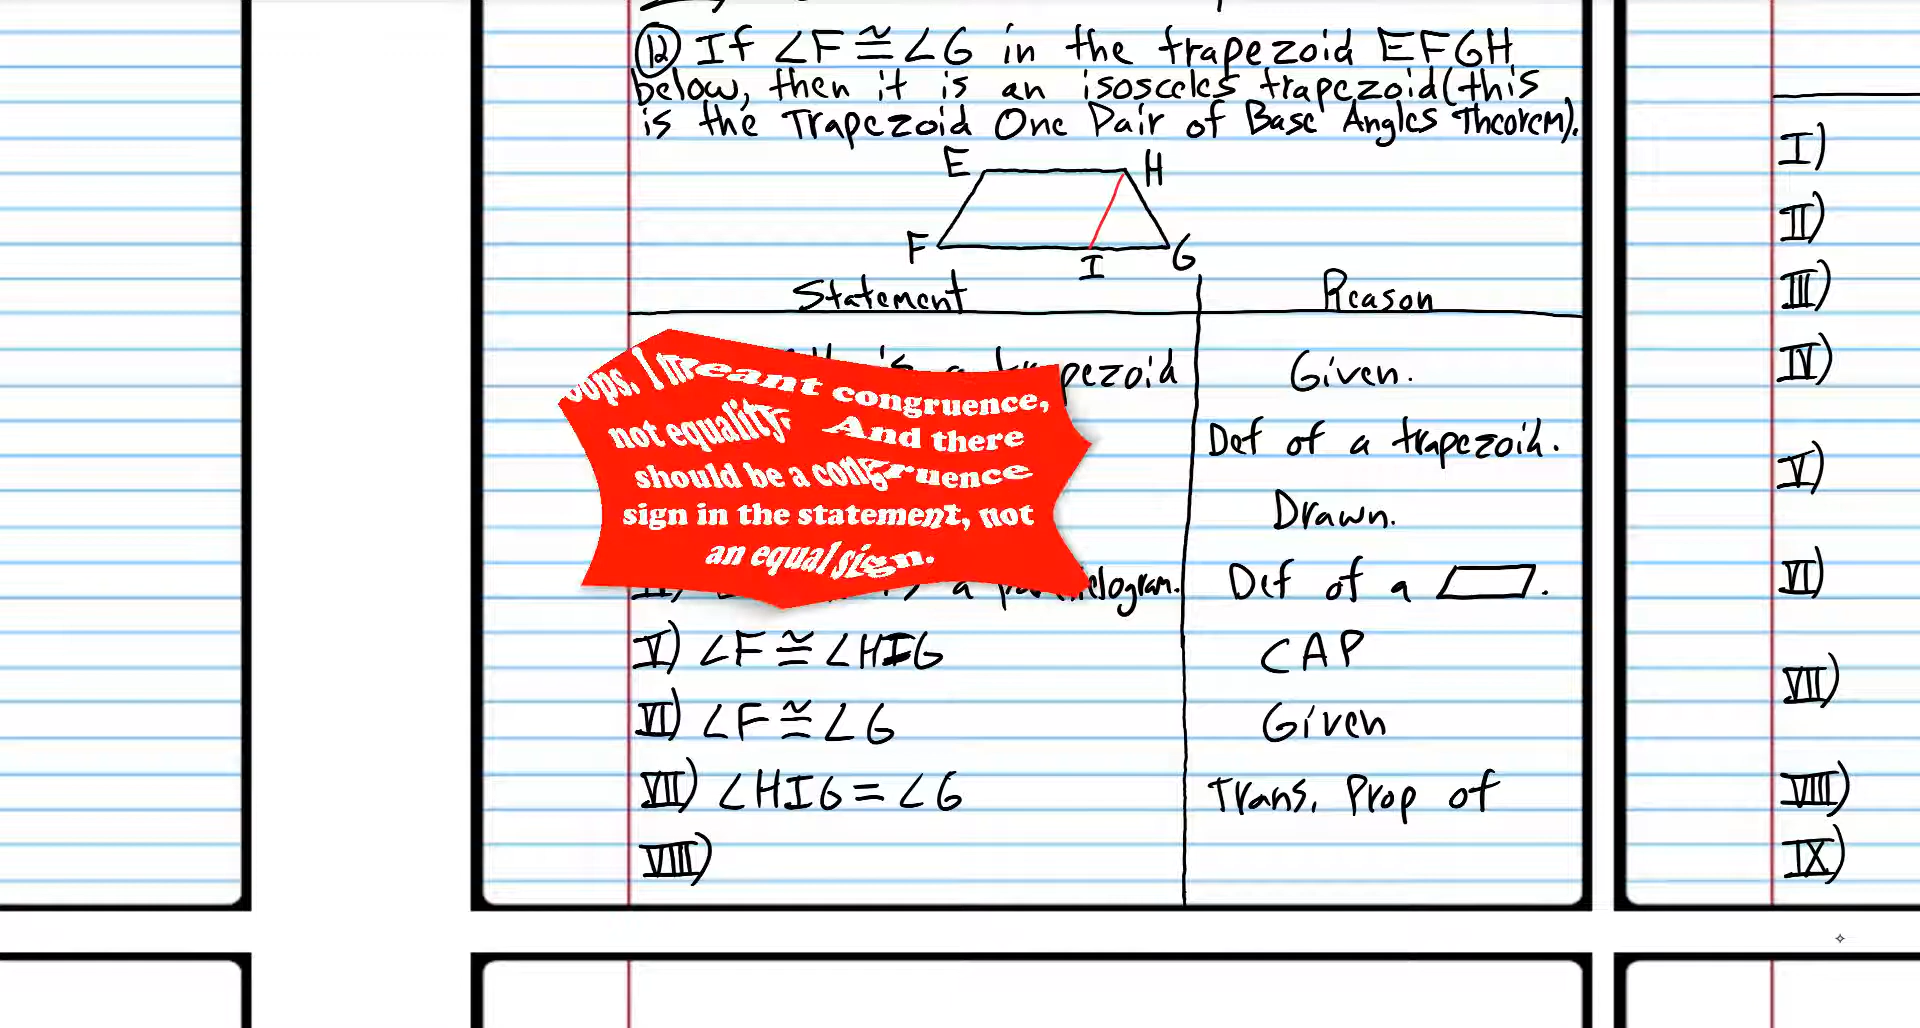 ⑫ If ∠F≅∠G in the trapezoid EFGH
below, then it is an isosceles trapezoid (this
is the Trapezoid One Pair of Base Angles Theorem).
E H
F I G
Statement Reason
trapezoid Given.
Def of a trapezoid.
Drawn.
a parallelogram. Def of a ▱.
V) ∠F≅∠HIG CAP
VI) ∠F≅∠G Given
VII) ∠HIG=∠G Trans. Prop of
VIII)
Oops. I meant congruence,
not equality. And there
should be a congruence
sign in the statement, not
an equal sign.
I)
II)
III)
IV)
V)
VI)
VII)
VIII)
IX)